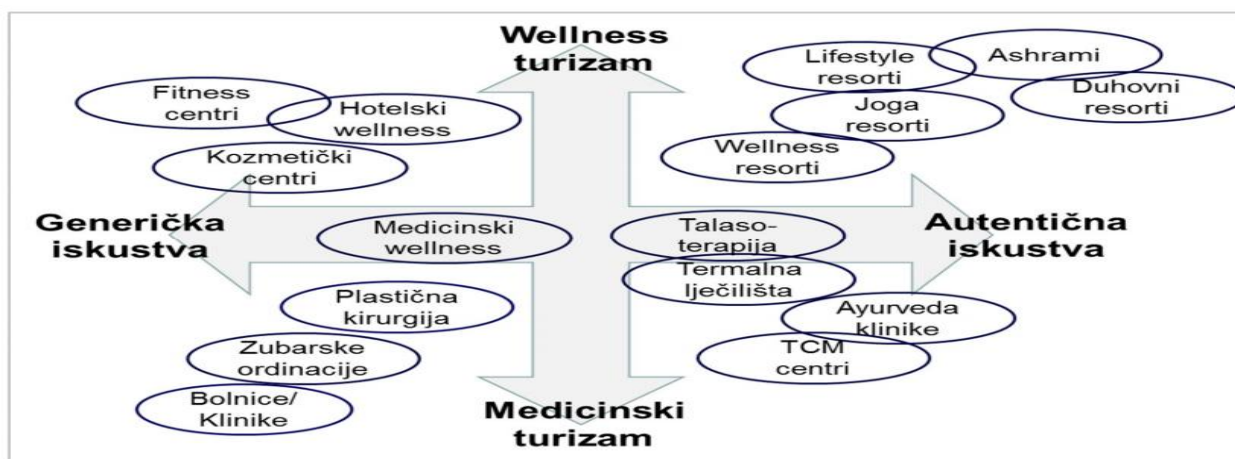 Wellness
turizam
Lifestyle
resorti
Ashrami
Duhovni
resorti
Fitness
centri
Hotelski
wellness
Joga
resorti
Kozmetički
centri
Wellness
resorti
Generička
iskustva
Medicinski
wellness
Talaso-
terapija
Autentična
iskustva
Termalna
lječilišta
Plastična
kirurgija
Ayurveda
klinike
Zubarske
ordinacije
TCM
centri
Bolnice/
Klinike
Medicinski
turizam